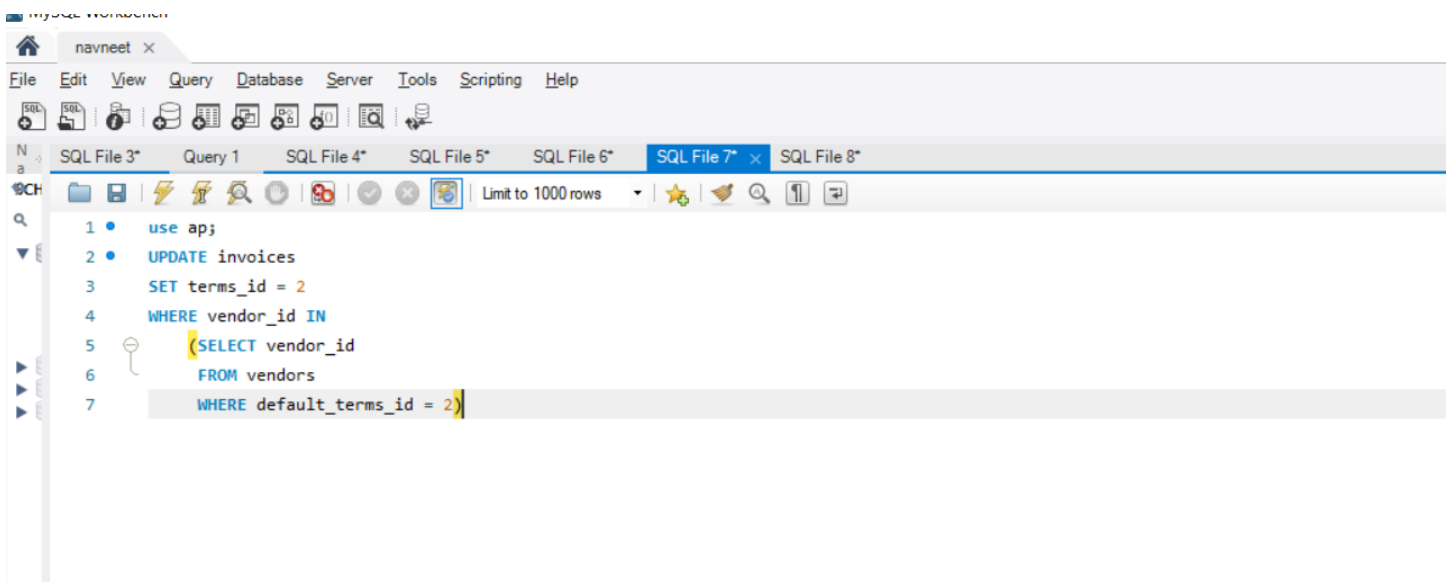 MySQL Workbench
navneet ×
File Edit View Query Database Server Tools Scripting Help
N
a
SQL File 3* Query 1 SQL File 4* SQL File 5* SQL File 6* SQL File 7* × SQL File 8*
CH
Limit to 1000 rows
1 use ap;
2 UPDATE invoices
3 SET terms_id = 2
4 WHERE vendor_id IN
5 (SELECT vendor_id
6 FROM vendors
7 WHERE default_terms_id = 2)